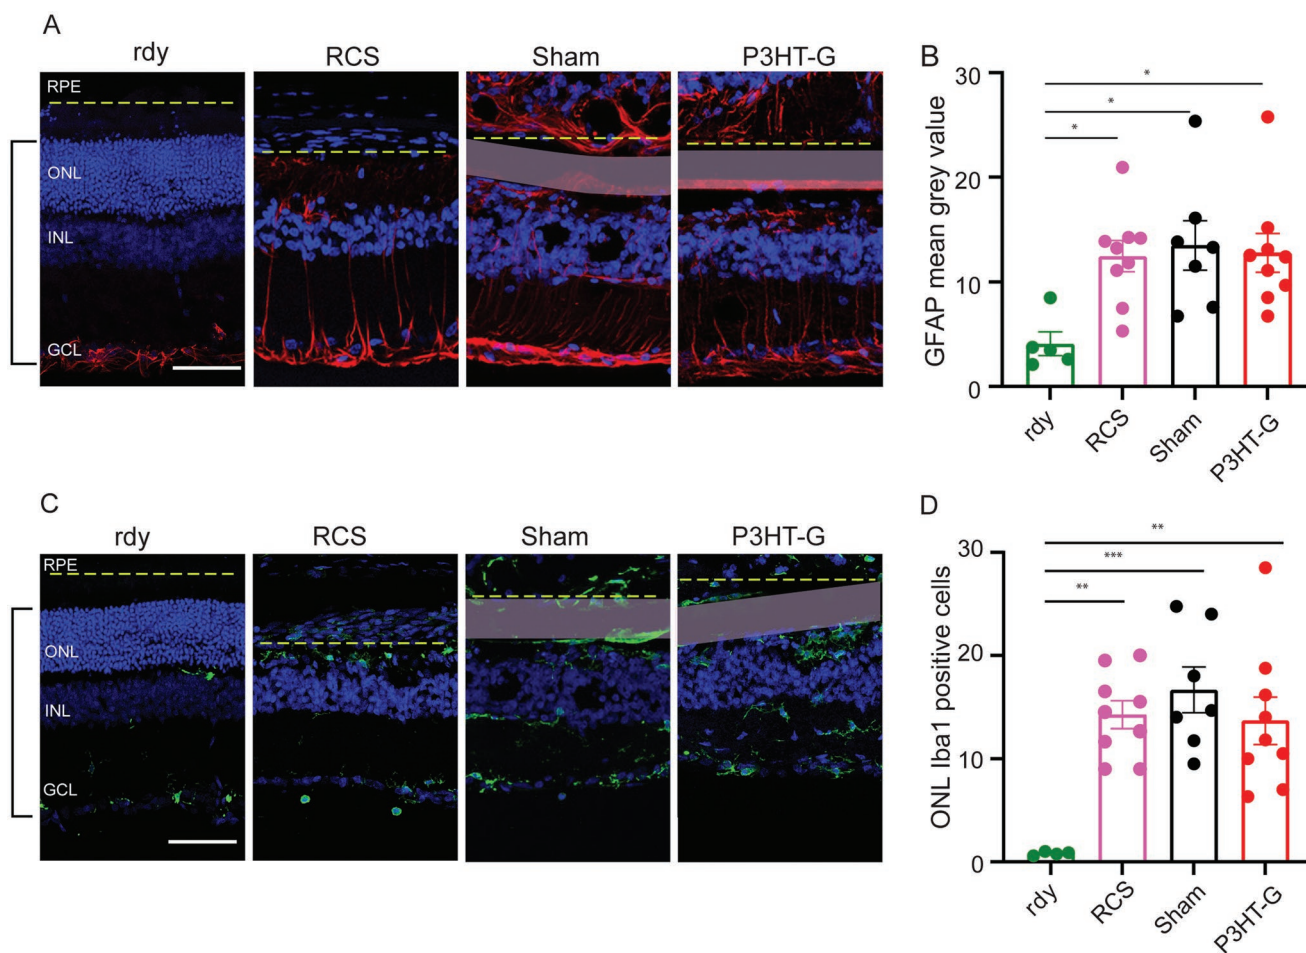 A
rdy RCS Sham P3HT-G
RPE
ONL
INL
GCL
B
GFAP mean grey value
30
20
10
0
*
*
*
rdy
RCS
Sham
P3HT-G
C
rdy RCS Sham P3HT-G
RPE
ONL
INL
GCL
D
ONL Iba1 positive cells
30
20
10
0
**
***
**
rdy
RCS
Sham
P3HT-G